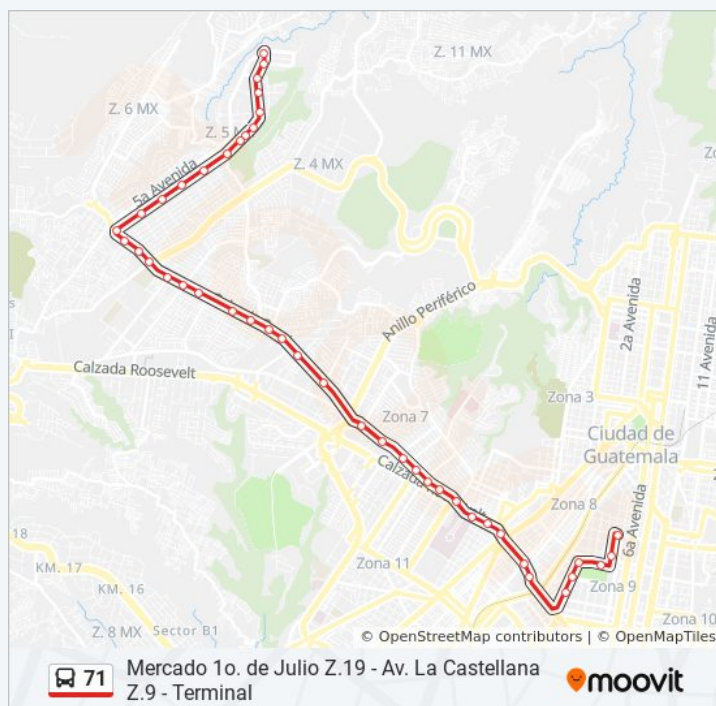 Z. 11 MX
Z. 6 MX
Z. 5 M
Z. 4 MX
5a Avenida
Anillo Periférico
2a Avenida
11 Avenida
Calzada Roosevelt
Zona 3
Zona 7
Ciudad de
Guatemala
Calzada Ro
velt
Zona 8
6a Avenida
18
KM. 17
Zona 11
KM. 16
Zona 9
Z. 8 MX
Sector B1
Zona 10
© OpenStreetMap contributors | © OpenMapTiles
71
Mercado 1o. de Julio Z.19 - Av. La Castellana
Z.9 - Terminal
moovit